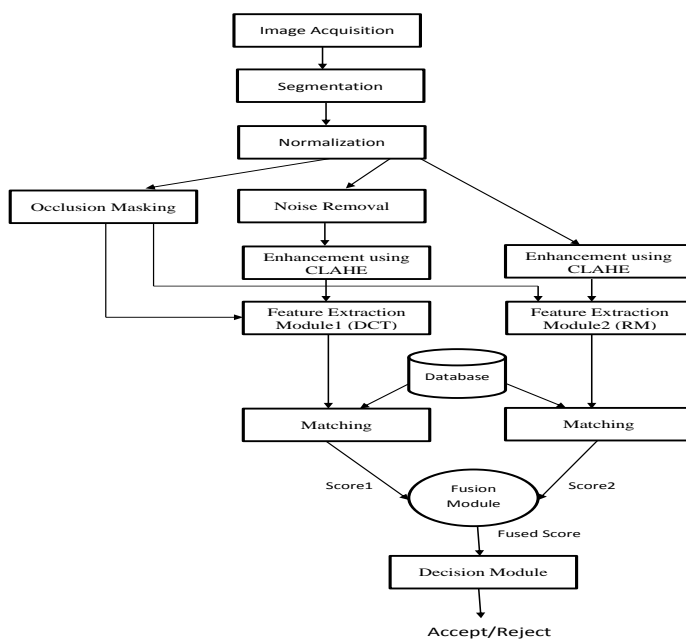 Image Acquisition
Segmentation
Normalization
Occlusion Masking
Noise Removal
Enhancement using
CLAHE
Enhancement using
CLAHE
Feature Extraction
Module1 (DCT)
Feature Extraction
Module2 (RM)
Database
Matching
Matching
Score1
Fusion
Module
Score2
Fused Score
Decision Module
Accept/Reject